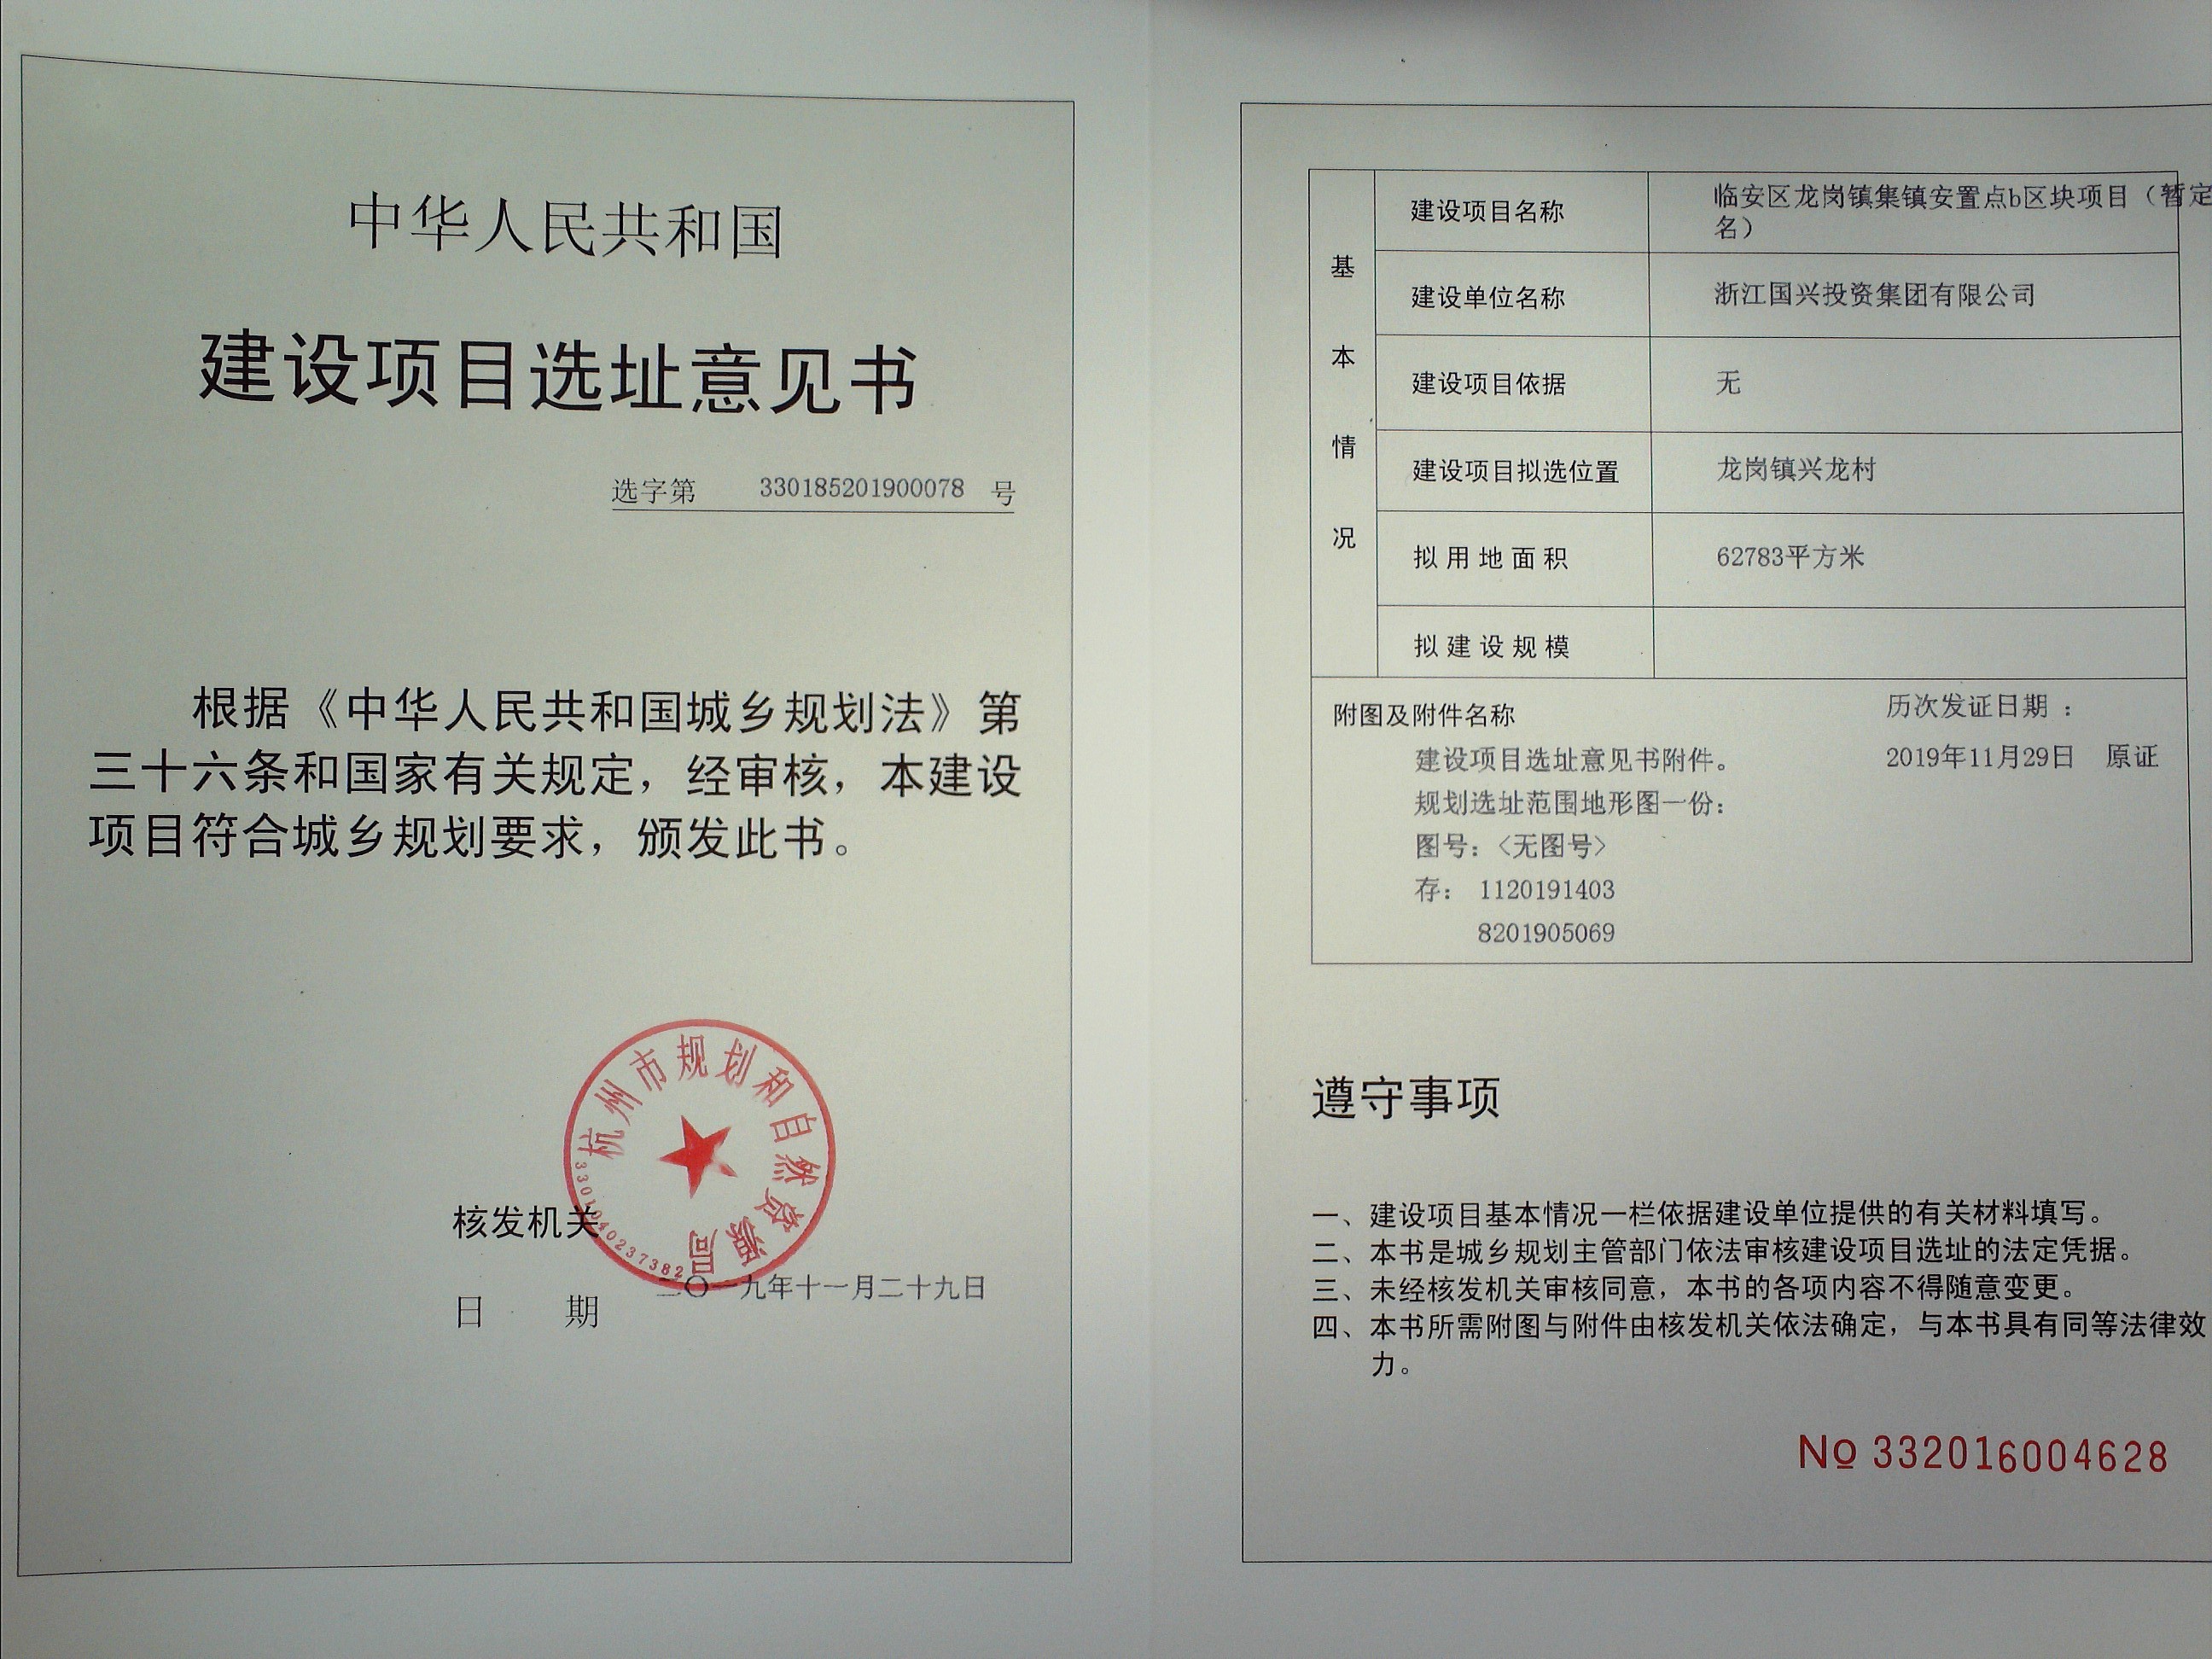 中华人民共和国
建设项目选址意见书
选字第 330185201900078 号
根据《中华人民共和国城乡规划法》第
三十六条和国家有关规定，经审核，本建设
项目符合城乡规划要求，颁发此书。
杭州市规划和自然资源局
核发机关
日 期 二〇一九年十一月二十九日
基本情况
建设项目名称 临安区龙岗镇集镇安置点b区块项目（暂定
名）
建设单位名称 浙江国兴投资集团有限公司
建设项目依据 无
建设项目拟选位置 龙岗镇兴龙村
拟用地面积 62783平方米
拟建设规模
附图及附件名称 历次发证日期：
建设项目选址意见书附件。 2019年11月29日 原证
规划选址范围地形图一份：
图号：<无图号>
存： 1120191403
8201905069
遵守事项
一、建设项目基本情况一栏依据建设单位提供的有关材料填写。
二、本书是城乡规划主管部门依法审核建设项目选址的法定凭据。
三、未经核发机关审核同意，本书的各项内容不得随意变更。
四、本书所需附图与附件由核发机关依法确定，与本书具有同等法律效
力。
No 332016004628